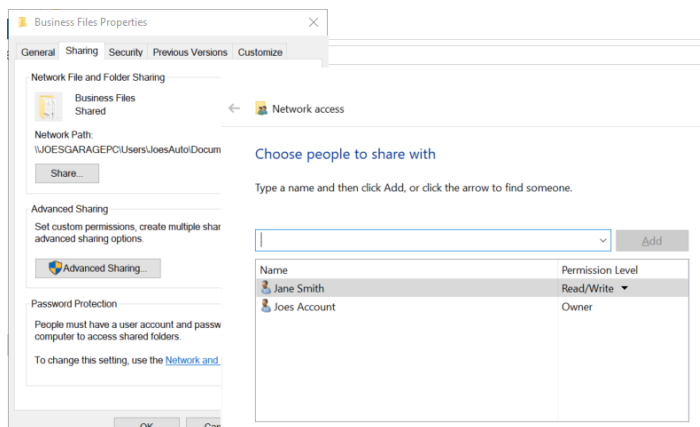 Business Files Properties
General Sharing Security Previous Versions Customize
Network File and Folder Sharing
Business Files
Shared
Network Path:
\\JOESGARAGEPC\Users\JoesAuto\Docum
Share...
Advanced Sharing
Set custom permissions, create multiple shar
advanced sharing options.
Advanced Sharing...
Password Protection
People must have a user account and passw
computer to access shared folders.
To change this setting, use the Network and
OK Can
Network access
Choose people to share with
Type a name and then click Add, or click the arrow to find someone.
Add
Name Permission Level
Jane Smith Read/Write
Joes Account Owner